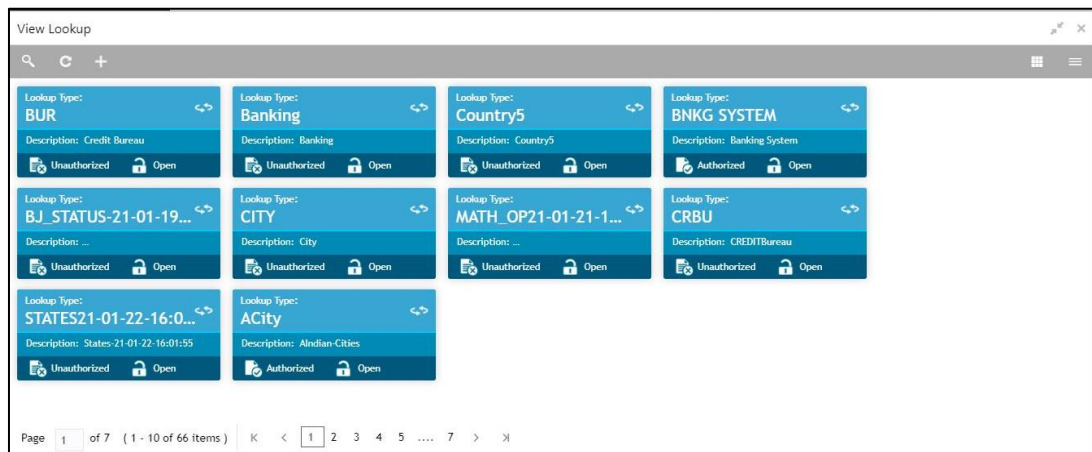 View Lookup
Lookup Type:
BUR
Description: Credit Bureau
Unauthorized Open
Lookup Type:
Banking
Description: Banking
Unauthorized Open
Lookup Type:
Country5
Description: Country5
Unauthorized Open
Lookup Type:
BNKG SYSTEM
Description: Banking System
Authorized Open
Lookup Type:
BJ_STATUS-21-01-19...
Description: ...
Unauthorized Open
Lookup Type:
CITY
Description: City
Unauthorized Open
Lookup Type:
MATH_OP21-01-21-1...
Description: ...
Unauthorized Open
Lookup Type:
CRBU
Description: CREDITBureau
Unauthorized Open
Lookup Type:
STATES21-01-22-16:0...
Description: States-21-01-22-16:01:55
Unauthorized Open
Lookup Type:
ACity
Description: AIndian-Cities
Authorized Open
Page 1 of 7 ( 1 - 10 of 66 items ) K < 1 2 3 4 5 .... 7 > >|